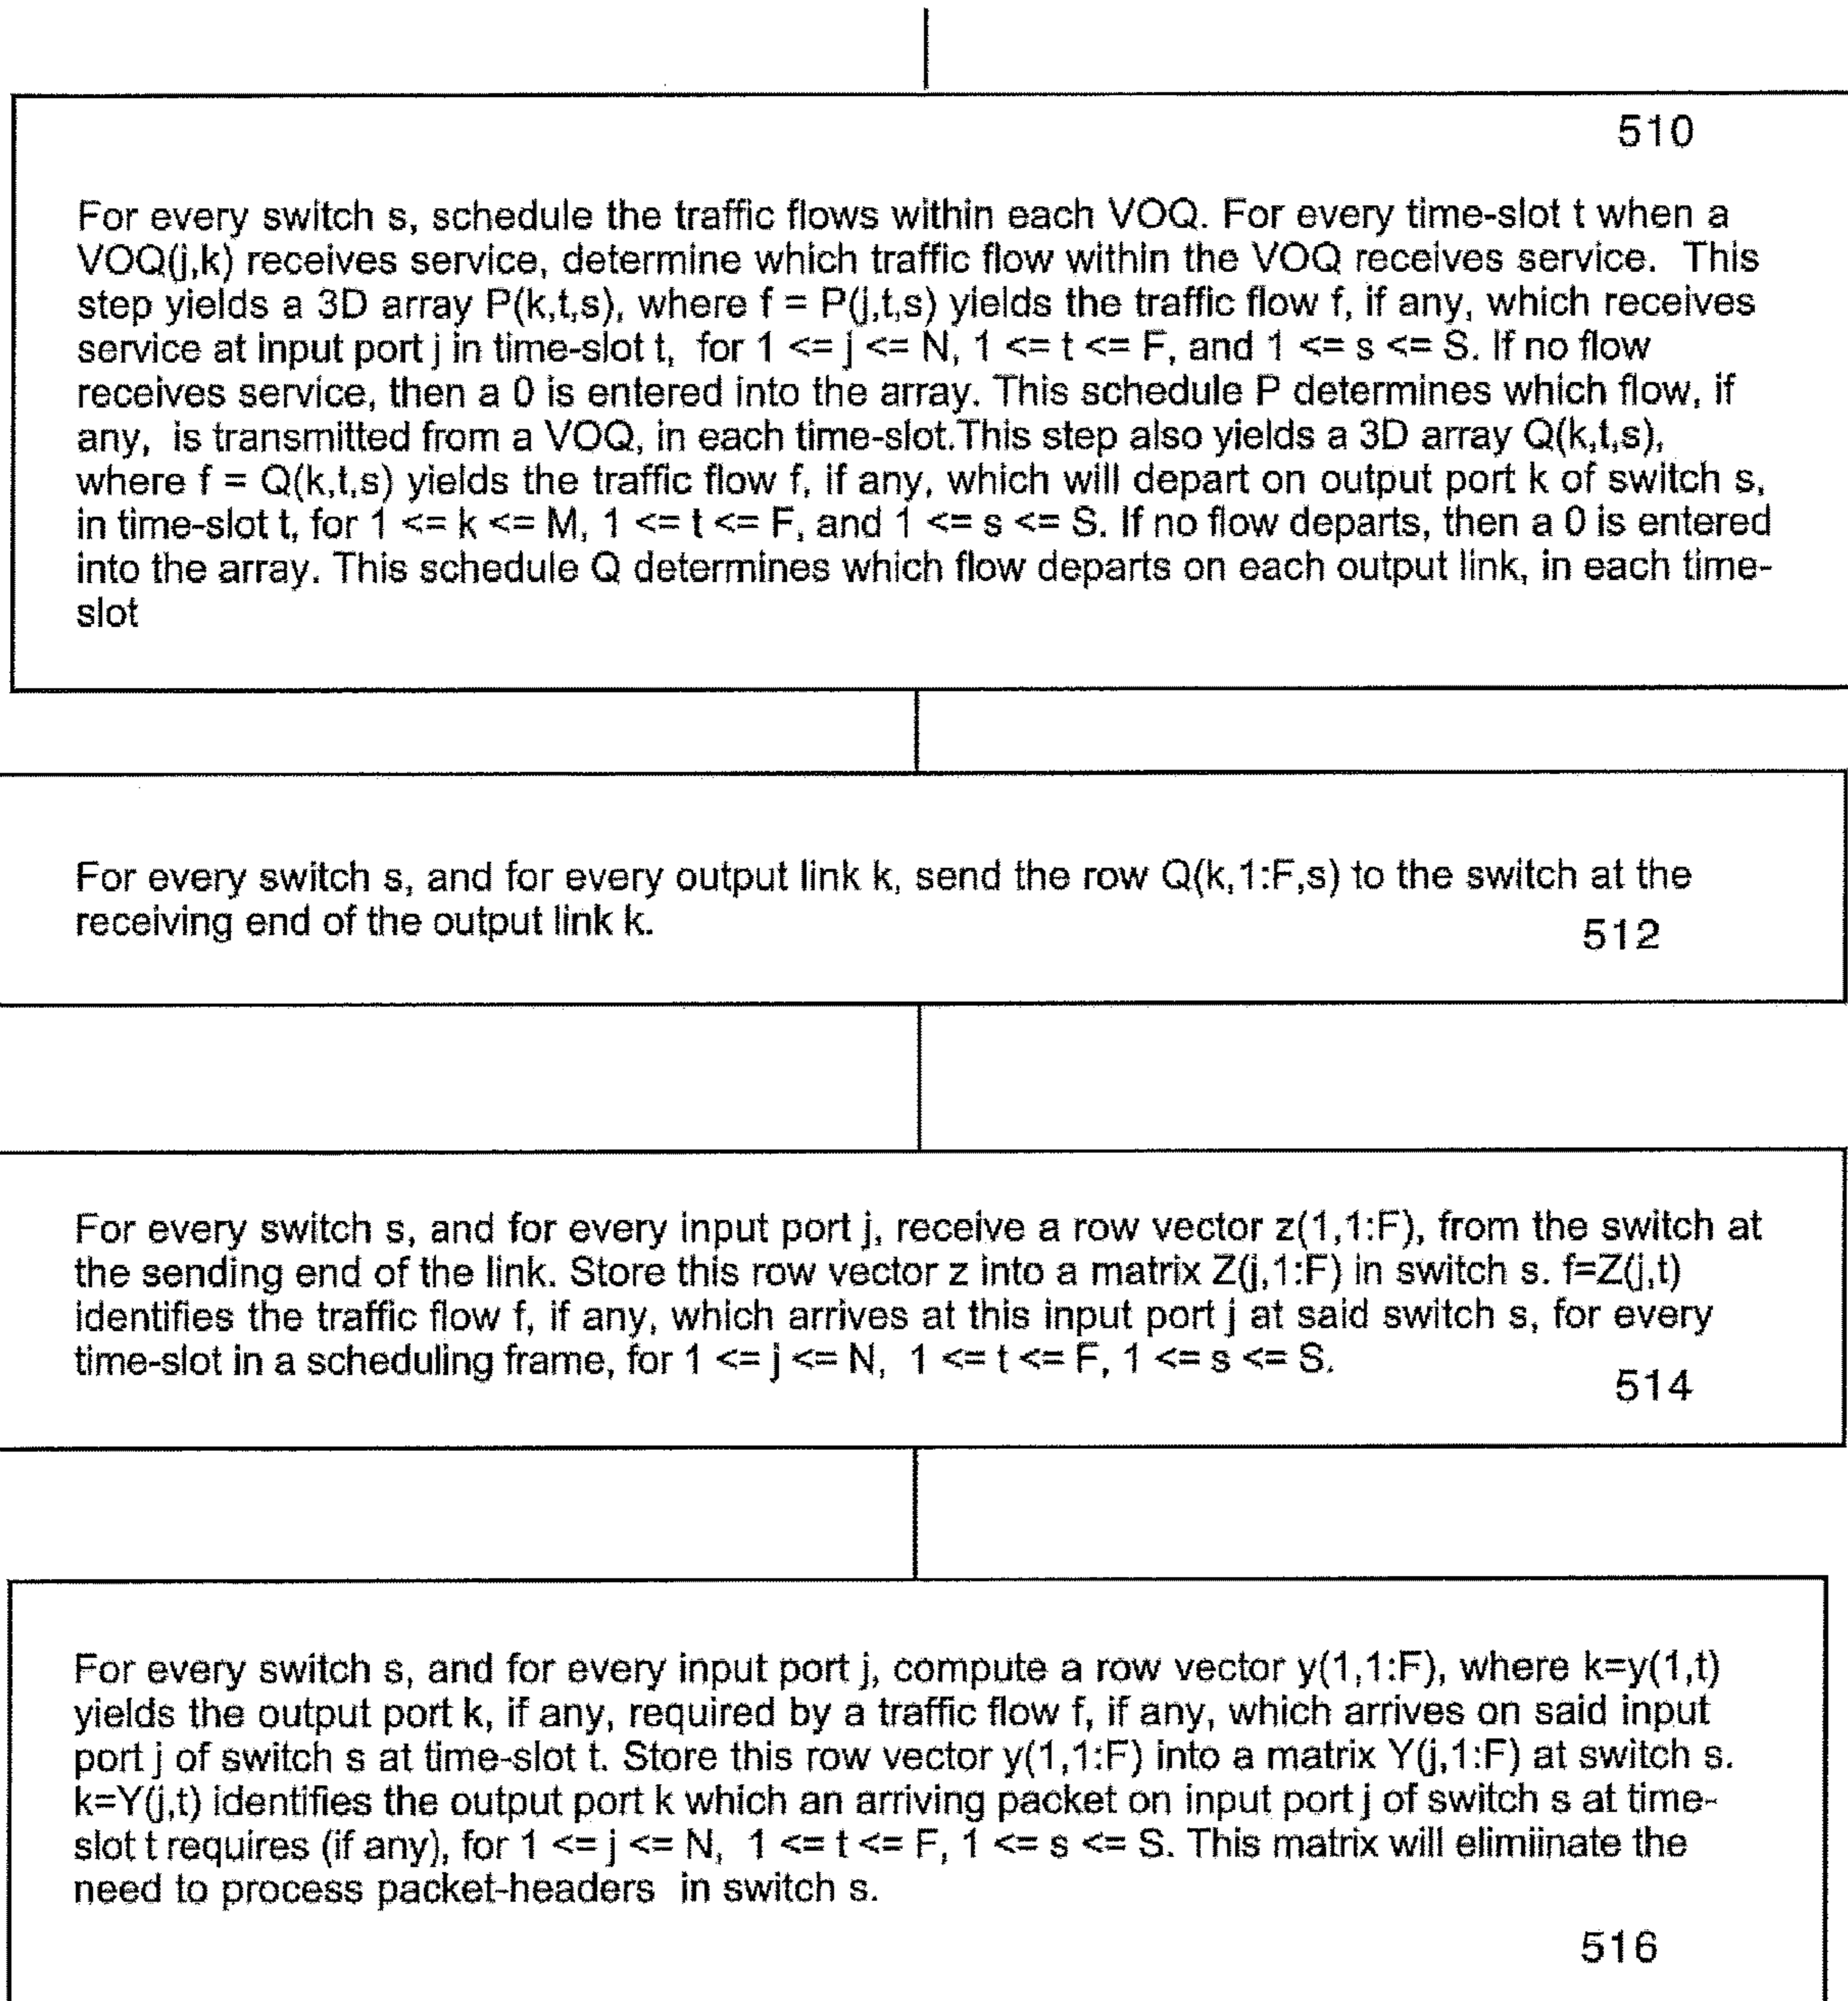 510
For every switch s, schedule the traffic flows within each VOQ. For every time-slot t when a
VOQ(j,k) receives service, determine which traffic flow within the VOQ receives service. This
step yields a 3D array P(k,t,s), where f = P(j,t,s) yields the traffic flow f, if any, which receives
service at input port j in time-slot t, for 1 <= j <= N, 1 <= t <= F, and 1 <= s <= S. If no flow
receives service, then a 0 is entered into the array. This schedule P determines which flow, if
any, is transmitted from a VOQ, in each time-slot.This step also yields a 3D array Q(k,t,s),
where f = Q(k,t,s) yields the traffic flow f, if any, which will depart on output port k of switch s,
in time-slot t, for 1 <= k <= M, 1 <= t <= F, and 1 <= s <= S. If no flow departs, then a 0 is entered
into the array. This schedule Q determines which flow departs on each output link, in each time-
slot
For every switch s, and for every output link k, send the row Q(k,1:F,s) to the switch at the
receiving end of the output link k.
512
For every switch s, and for every input port j, receive a row vector z(1,1:F), from the switch at
the sending end of the link. Store this row vector z into a matrix Z(j,1:F) in switch s. f=Z(j,t)
identifies the traffic flow f, if any, which arrives at this input port j at said switch s, for every
time-slot in a scheduling frame, for 1 <= j <= N, 1 <= t <= F, 1 <= s <= S.
514
For every switch s, and for every input port j, compute a row vector y(1,1:F), where k=y(1,t)
yields the output port k, if any, required by a traffic flow f, if any, which arrives on said input
port j of switch s at time-slot t. Store this row vector y(1,1:F) into a matrix Y(j,1:F) at switch s.
k=Y(j,t) identifies the output port k which an arriving packet on input port j of switch s at time-
slot t requires (if any), for 1 <= j <= N, 1 <= t <= F, 1 <= s <= S. This matrix will elimiinate the
need to process packet-headers in switch s.
516